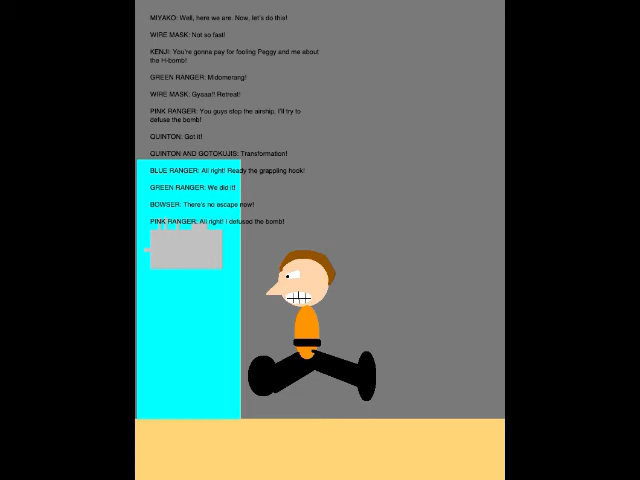 MIYAKO: Well, here we are. Now, let's do this!
WIRE MASK: Not so fast!
KENJI: You're gonna pay for fooling Peggy and me about
the H-bomb!
GREEN RANGER: Midomerang!
WIRE MASK: Gyaaa!! Retreat!
PINK RANGER: You guys stop the airship, I'll try to
defuse the bomb!
QUINTON: Got it!
QUINTON AND GOTOKUJIS: Transformation!
BLUE RANGER: All right! Ready the grappling hook!
GREEN RANGER: We did it!
BOWSER: There's no escape now!
PINK RANGER: All right! I defused the bomb!